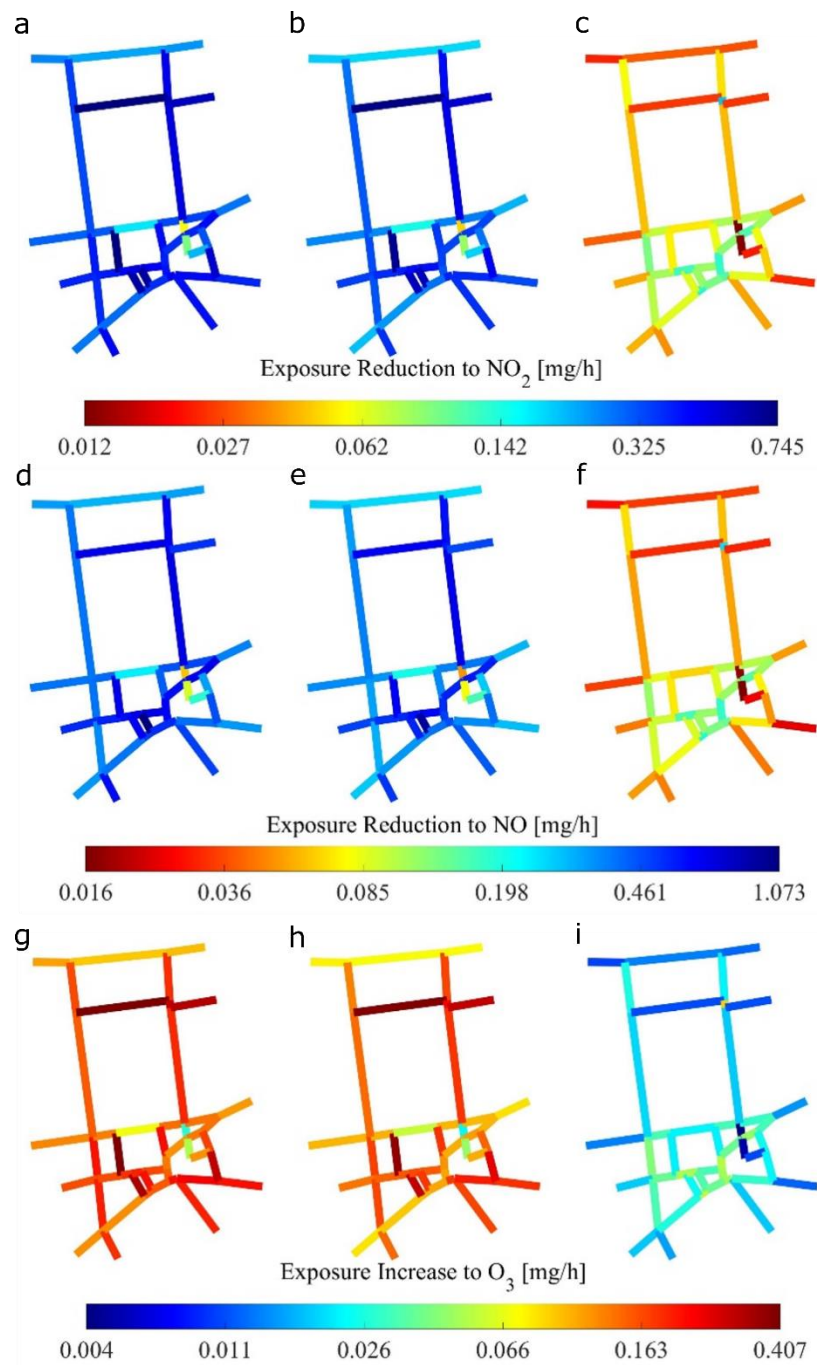 a b c
Exposure Reduction to NO₂ [mg/h]
0.012 0.027 0.062 0.142 0.325 0.745
d e f
Exposure Reduction to NO [mg/h]
0.016 0.036 0.085 0.198 0.461 1.073
g h i
Exposure Increase to O₃ [mg/h]
0.004 0.011 0.026 0.066 0.163 0.407